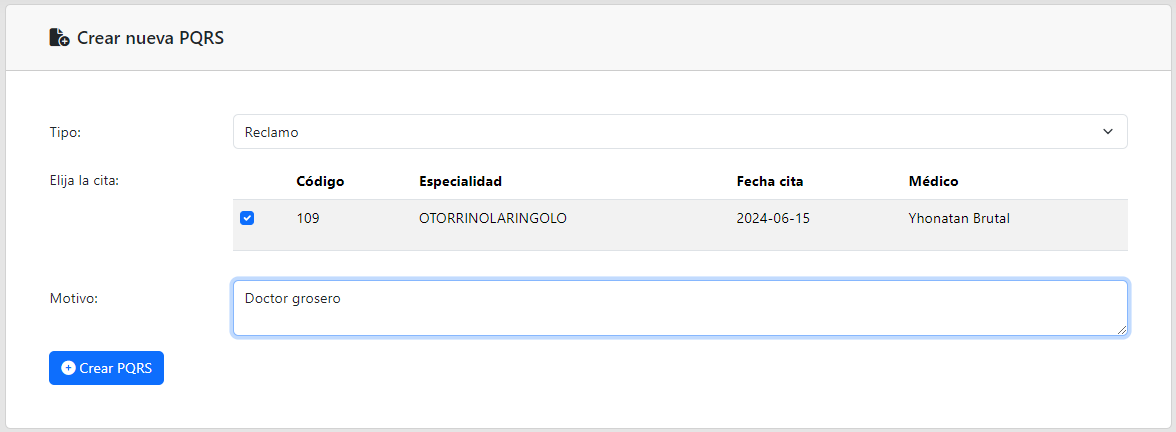 Crear nueva PQRS
Tipo: Reclamo
Elija la cita: Código Especialidad Fecha cita Médico
109 OTORRINOLARINGOLO 2024-06-15 Yhonatan Brutal
Motivo: Doctor grosero
Crear PQRS